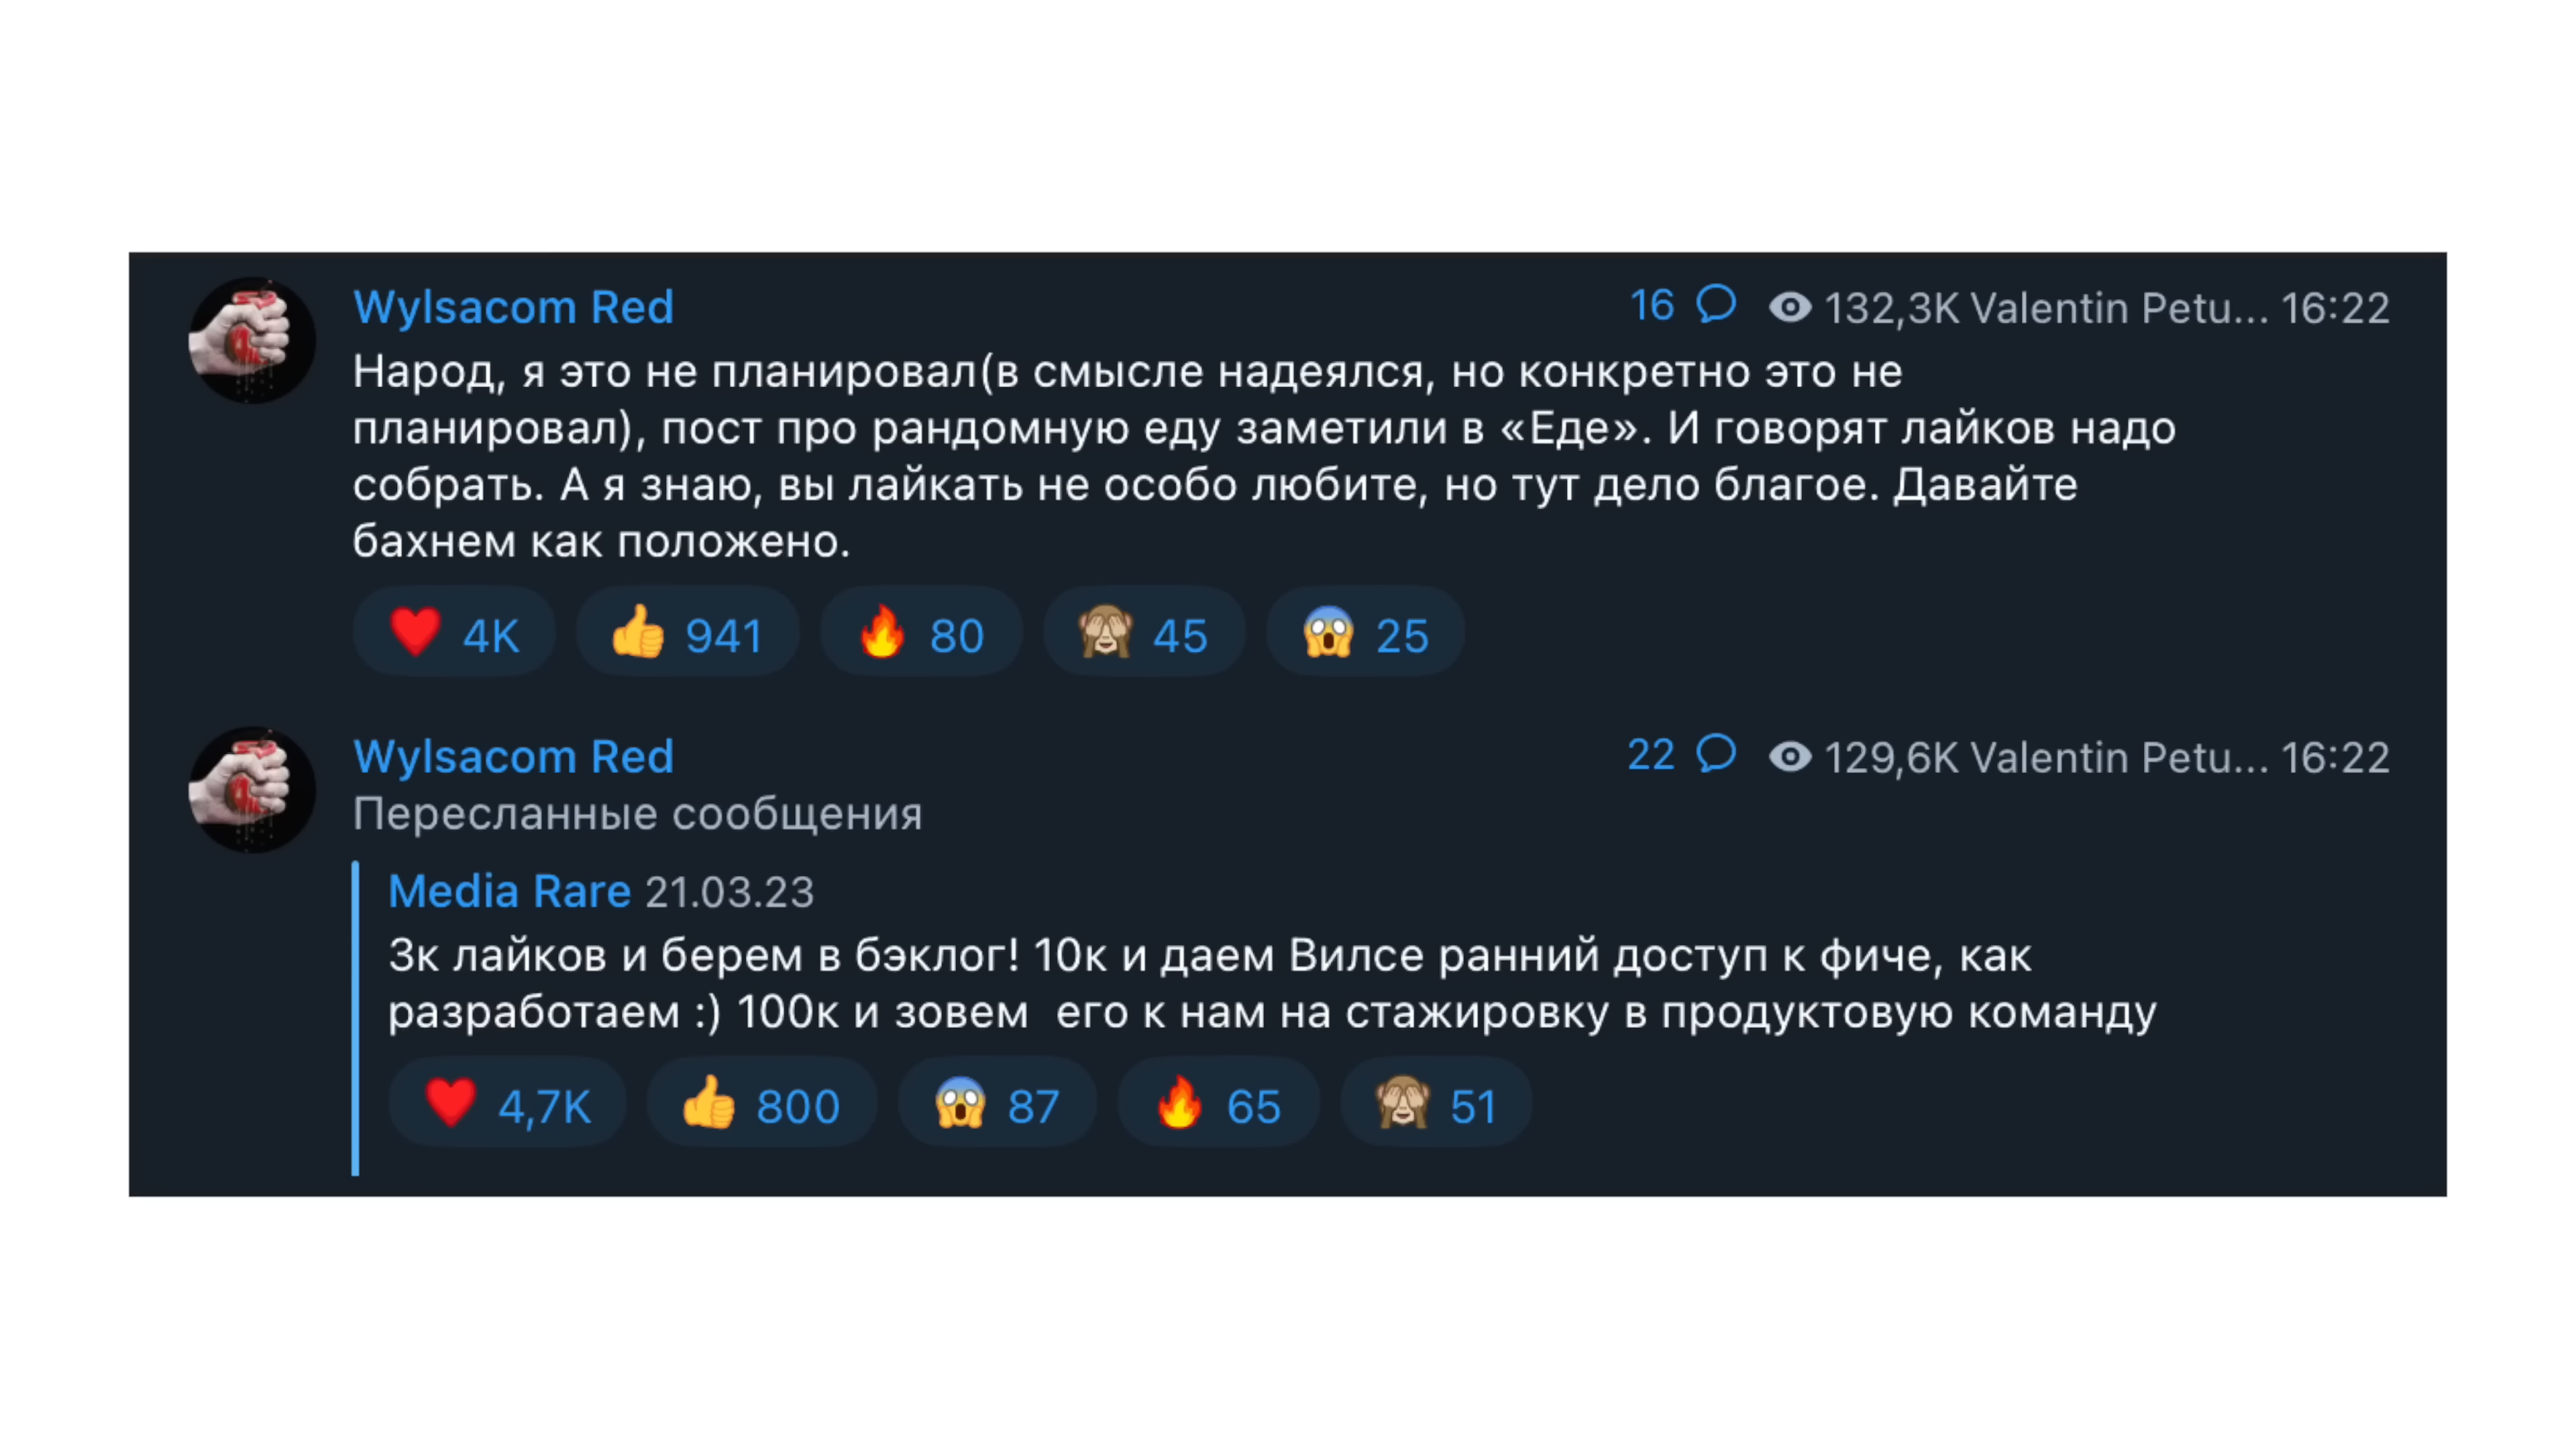 Wylsacom Red 16 132,3K Valentin Petu... 16:22
Народ, я это не планировал(в смысле надеялся, но конкретно это не
планировал), пост про рандомную еду заметили в «Еде». И говорят лайков надо
собрать. А я знаю, вы лайкать не особо любите, но тут дело благое. Давайте
бахнем как положено.
4K 941 80 45 25
Wylsacom Red 22 129,6K Valentin Petu... 16:22
Пересланные сообщения
Media Rare 21.03.23
3к лайков и берем в бэклог! 10к и даем Вилсе ранний доступ к фиче, как
разработаем :) 100к и зовем  его к нам на стажировку в продуктовую команду
4,7K 800 87 65 51